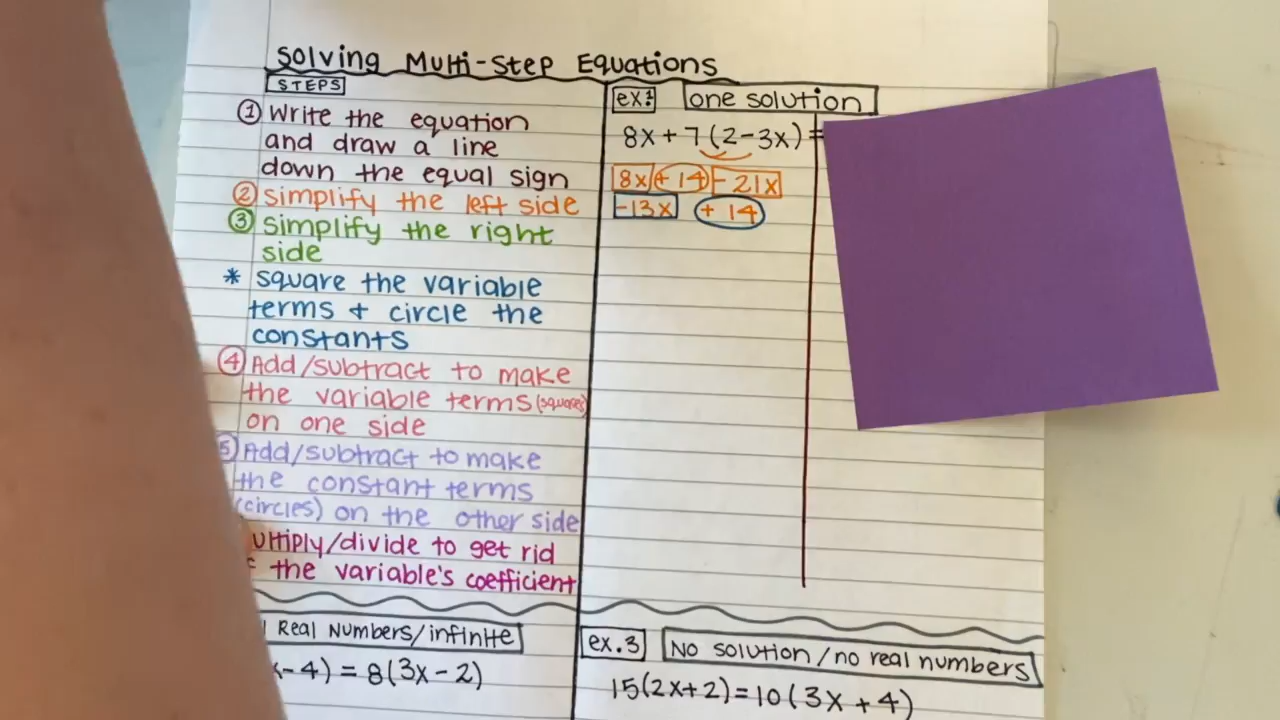 Solving Multi-Step Equations
STEPS
① Write the equation
and draw a line
down the equal sign
② simplify the left side
③ simplify the right
side
* square the variable
terms + circle the
constants
④ Add/subtract to make
the variable terms (squares)
on one side
⑤ Add/subtract to make
the constant terms
(circles) on the other side
ultiply/divide to get rid
the variable's coefficient
ex.1 one solution
8x + 7(2-3x) =
8x + 14 - 21x
-13x + 14
Real Numbers/infinite
-4) = 8(3x-2)
ex.3 No solution/no real numbers
15(2x+2)=10(3x+4)